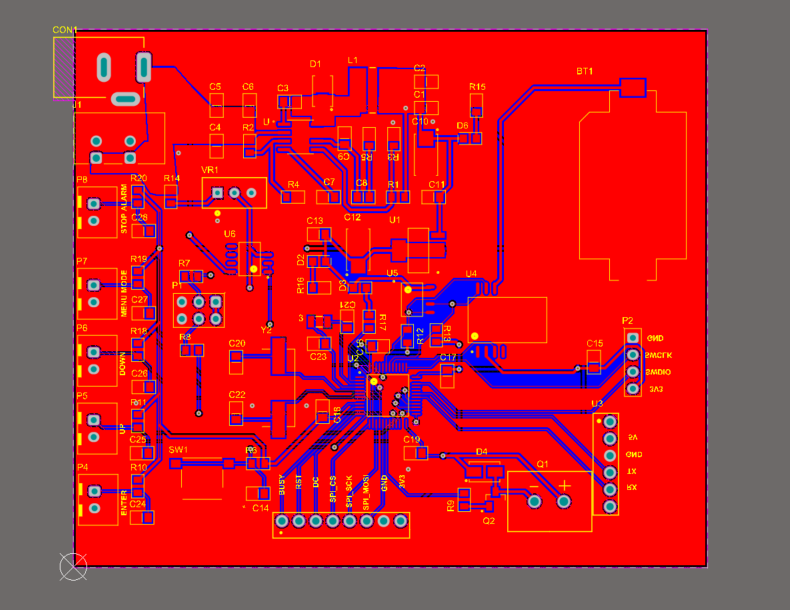 CON1
J1
D1
L1
C2
C5
C6
C3
C1
R15
BT1
C4
R2
C10
D6
C9
R5
R3
P8
R20
R14
VR1
R4
C7
C8
R1
C11
STOP ALARM
C28
C13
C12
U1
U6
D2
P7
R19
R7
R16
D3
U5
U4
MENU MODE
P1
C27
C21
R17
P2
GND
P6
R18
R8
C20
Y2
C23
R12
R13
SWCLK
DOWN
U2
C17
C15
SWDIO
C26
3V3
P5
R11
C22
C18
U3
UP
C25
5V
SW1
R3
C19
D4
GND
Q1
P4
R10
TX
ENTER
BUSY
RST
DC
SPI_CS
SPI_SCK
SPI_MOSI
GND
3V3
RX
C24
C14
R9
Q2